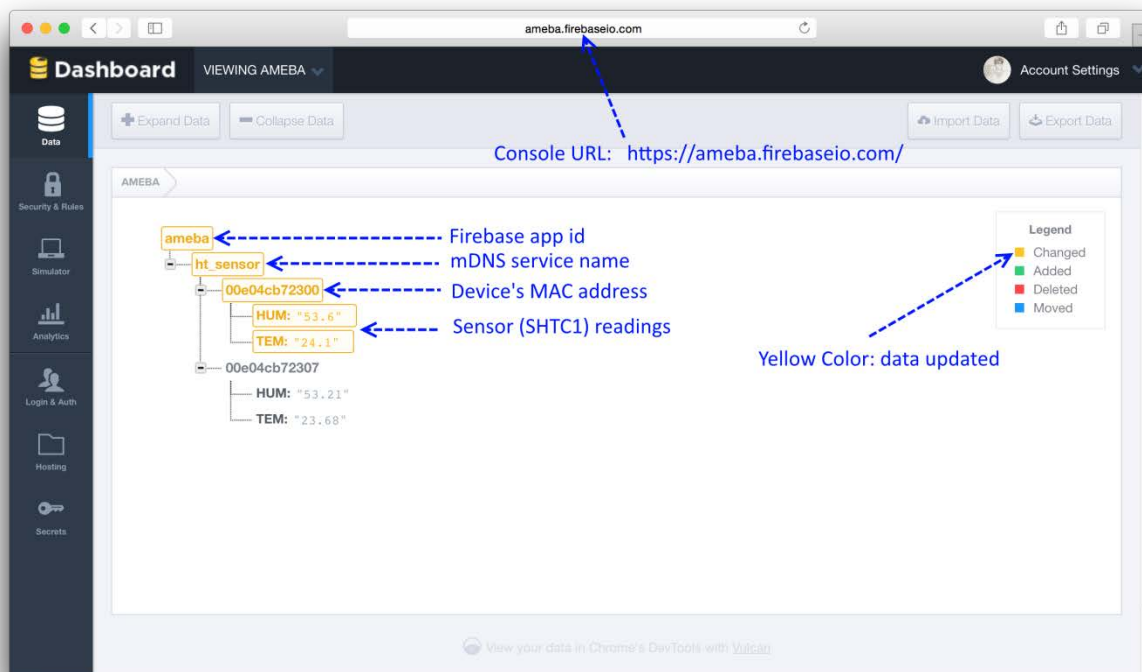 ameba.firebaseio.com
Dashboard
VIEWING AMEBA
Account Settings
Data
Expand Data
Collapse Data
Import Data
Export Data
Console URL: https://ameba.firebaseio.com/
AMEBA
Security & Rules
Simulator
Analytics
Login & Auth
Hosting
Secrets
ameba
Firebase app id
ht_sensor
mDNS service name
00e04cb72300
Device's MAC address
HUM: "53.6"
TEM: "24.1"
Sensor (SHTC1) readings
00e04cb72307
HUM: "53.21"
TEM: "23.68"
Legend
Changed
Added
Deleted
Moved
Yellow Color: data updated
View your data in Chrome's DevTools with Vulcan